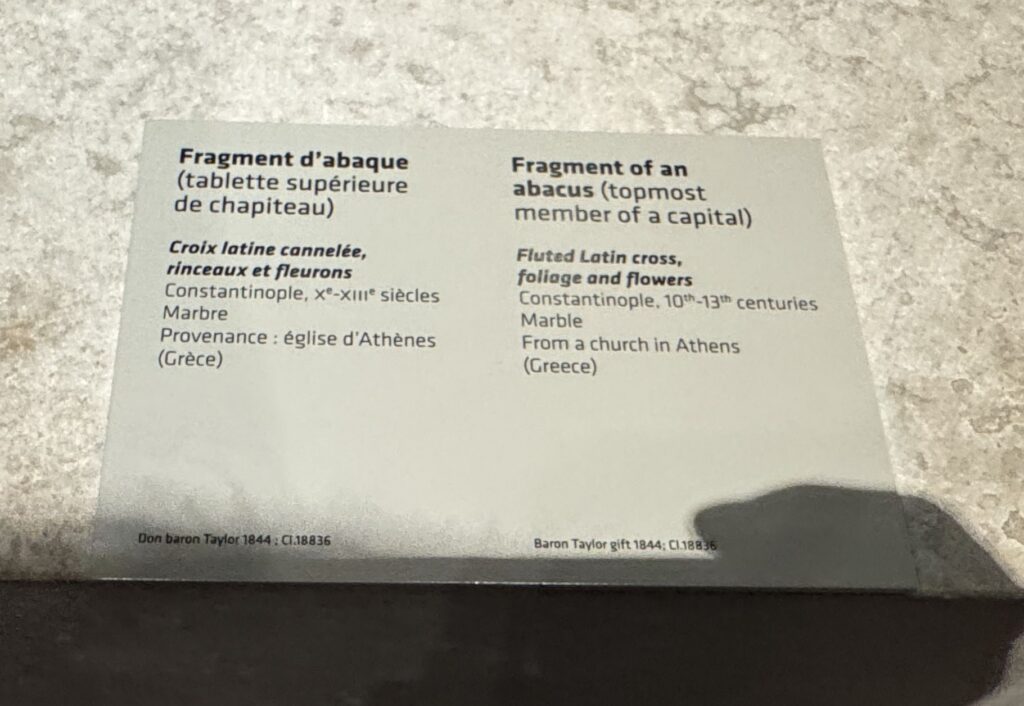 Fragment d'abaque
(tablette supérieure
de chapiteau)
Croix latine cannelée,
rinceaux et fleurons
Constantinople, Xᵉ-XIIIᵉ siècles
Marbre
Provenance : église d'Athènes
(Grèce)
Don baron Taylor 1844 ; Cl.18836
Fragment of an
abacus (topmost
member of a capital)
Fluted Latin cross,
foliage and flowers
Constantinople, 10ᵗʰ-13ᵗʰ centuries
Marble
From a church in Athens
(Greece)
Baron Taylor gift 1844; Cl.18836